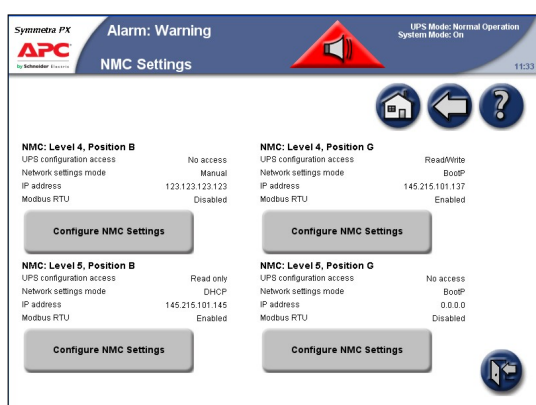 Symmetra PX
APC
by Schneider Electric
Alarm: Warning
NMC Settings
UPS Mode: Normal Operation
System Mode: On
11:33
?
NMC: Level 4, Position B
UPS configuration access No access
Network settings mode Manual
IP address 123.123.123.123
Modbus RTU Disabled
Configure NMC Settings
NMC: Level 4, Position G
UPS configuration access Read/Write
Network settings mode BootP
IP address 145.215.101.137
Modbus RTU Enabled
Configure NMC Settings
NMC: Level 5, Position B
UPS configuration access Read only
Network settings mode DHCP
IP address 145.215.101.145
Modbus RTU Enabled
Configure NMC Settings
NMC: Level 5, Position G
UPS configuration access No access
Network settings mode BootP
IP address 0.0.0.0
Modbus RTU Disabled
Configure NMC Settings